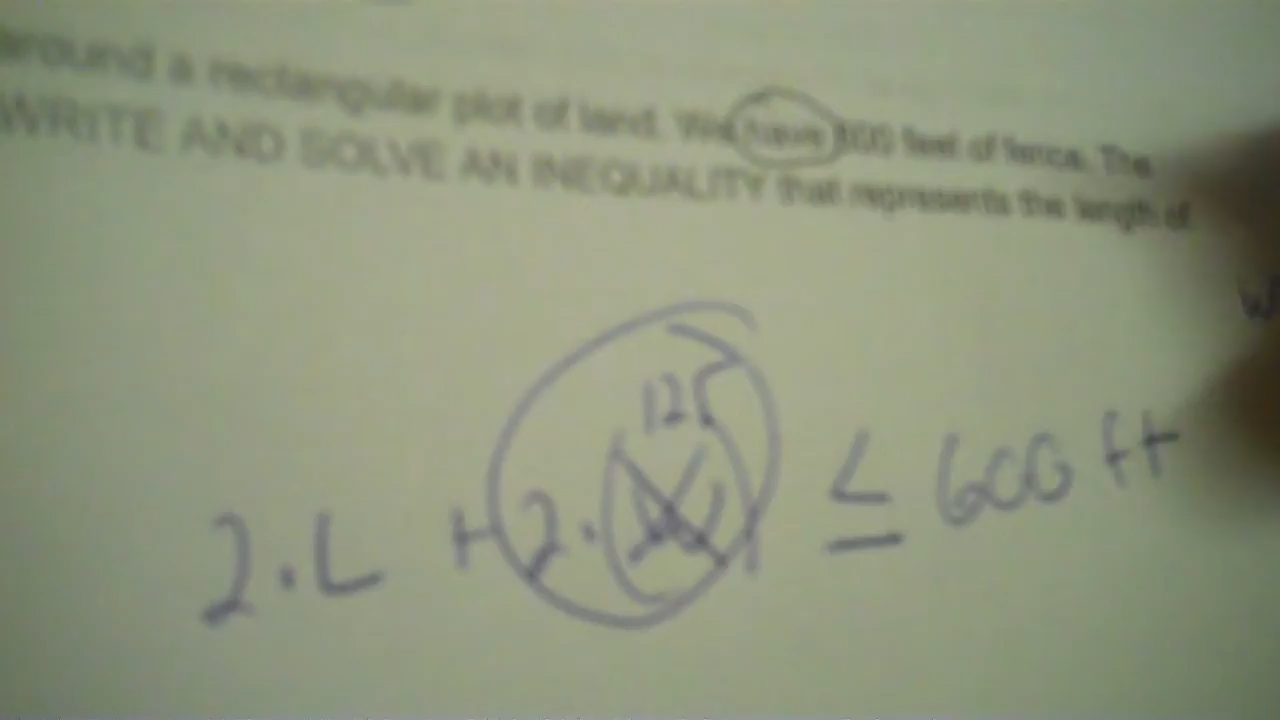 around a rectangular plot of land. We have 600 feet of fence. The
WRITE AND SOLVE AN INEQUALITY that represents the length of
125
2.L + 2.(W) ≤ 600 ft